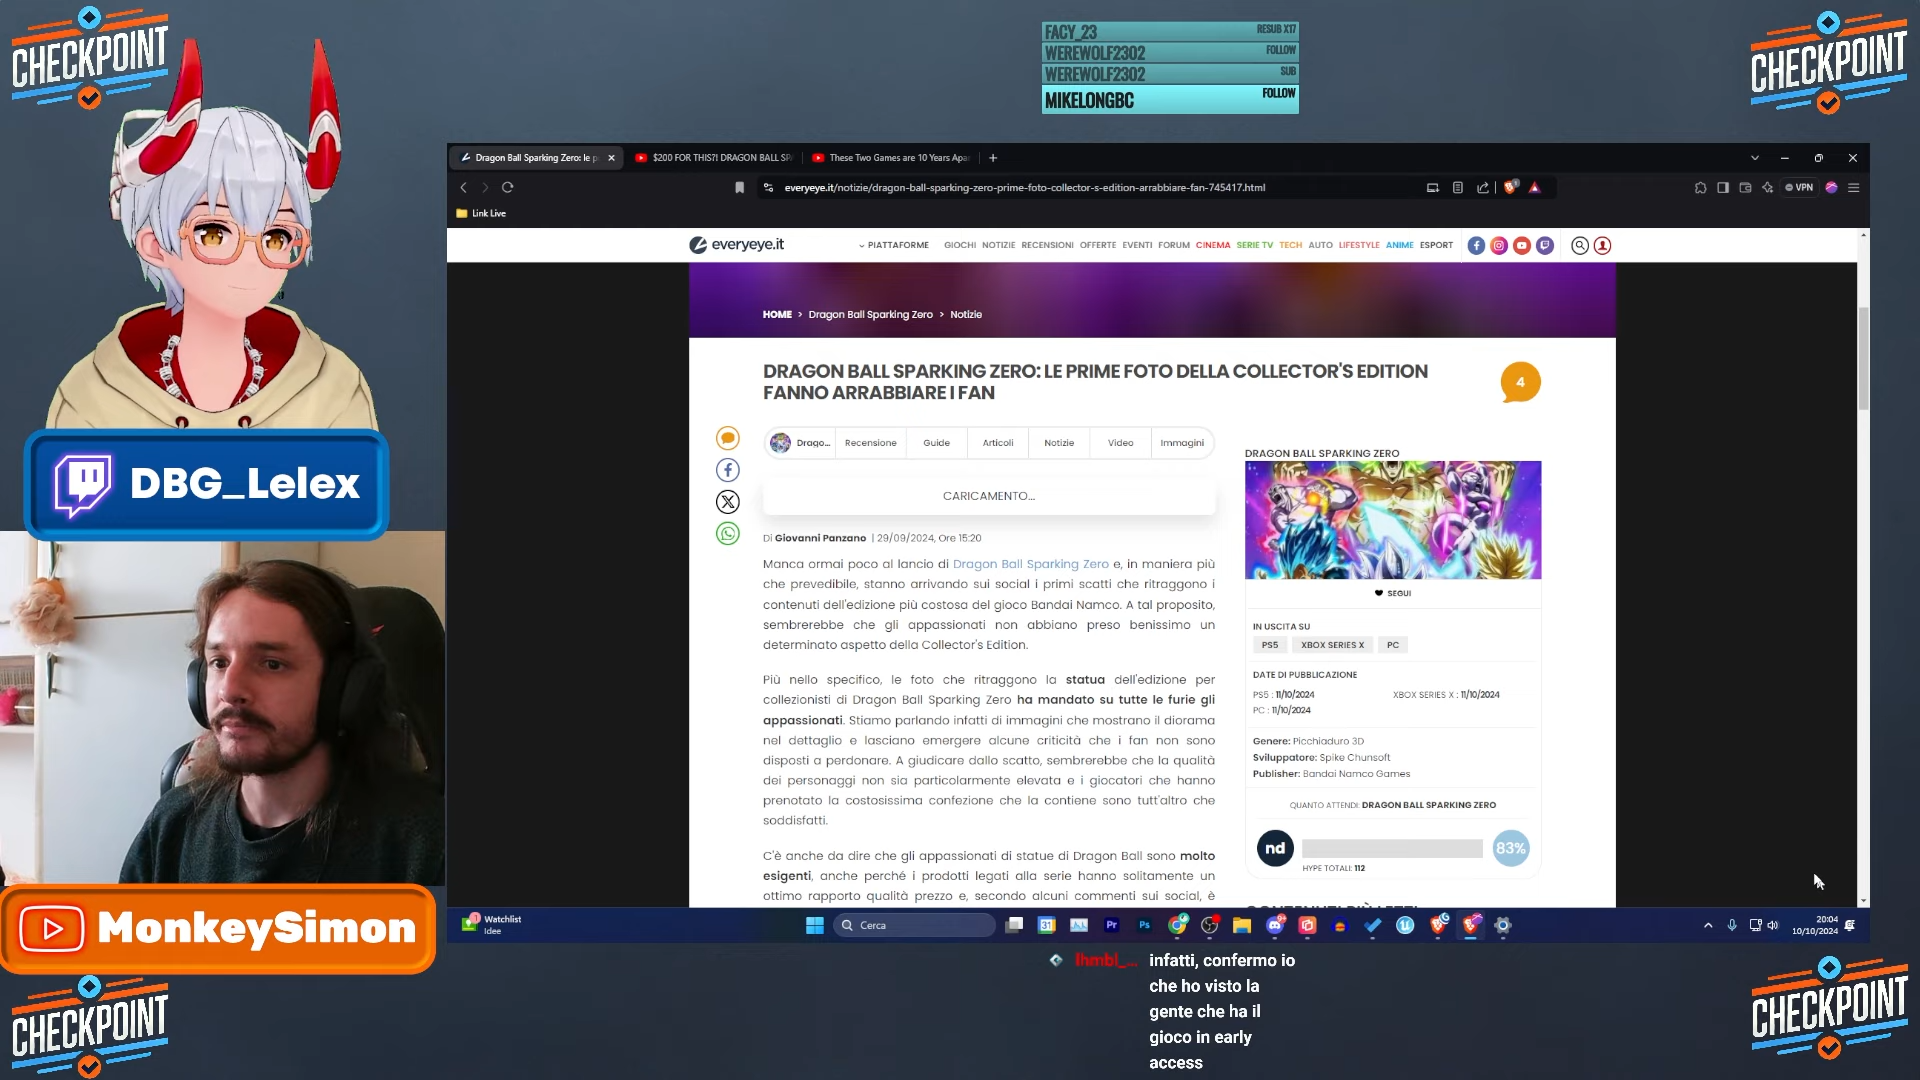 CHECKPOINT
CHECKPOINT
FACY_23 RESUB X17
WEREWOLF2302 FOLLOW
WEREWOLF2302 SUB
MIKELONGBC FOLLOW
Dragon Ball Sparking Zero: le p
$200 FOR THIS?! DRAGON BALL SP
These Two Games are 10 Years Apa
everyeye.it/notizie/dragon-ball-sparking-zero-prime-foto-collector-s-edition-arrabbiare-fan-745417.html
VPN
Link Live
everyeye.it
PIATTAFORME GIOCHI NOTIZIE RECENSIONI OFFERTE EVENTI FORUM CINEMA SERIE TV TECH AUTO LIFESTYLE ANIME ESPORT
HOME > Dragon Ball Sparking Zero > Notizie
DRAGON BALL SPARKING ZERO: LE PRIME FOTO DELLA COLLECTOR'S EDITION
FANNO ARRABBIARE I FAN
4
Drago... Recensione Guide Articoli Notizie Video Immagini
CARICAMENTO...
Di Giovanni Panzano | 29/09/2024, Ore 15:20
Manca ormai poco al lancio di Dragon Ball Sparking Zero e, in maniera più
che prevedibile, stanno arrivando sui social i primi scatti che ritraggono i
contenuti dell'edizione più costosa del gioco Bandai Namco. A tal proposito,
sembrerebbe che gli appassionati non abbiano preso benissimo un
determinato aspetto della Collector's Edition.
Più nello specifico, le foto che ritraggono la statua dell'edizione per
collezionisti di Dragon Ball Sparking Zero ha mandato su tutte le furie gli
appassionati. Stiamo parlando infatti di immagini che mostrano il diorama
nel dettaglio e lasciano emergere alcune criticità che i fan non sono
disposti a perdonare. A giudicare dallo scatto, sembrerebbe che la qualità
dei personaggi non sia particolarmente elevata e i giocatori che hanno
prenotato la costosissima confezione che la contiene sono tutt'altro che
soddisfatti.
C'è anche da dire che gli appassionati di statue di Dragon Ball sono molto
esigenti, anche perché i prodotti legati alla serie hanno solitamente un
ottimo rapporto qualità prezzo e, secondo alcuni commenti sui social, è
DRAGON BALL SPARKING ZERO
SEGUI
IN USCITA SU
PS5 XBOX SERIES X PC
DATE DI PUBBLICAZIONE
PS5 : 11/10/2024 XBOX SERIES X : 11/10/2024
PC : 11/10/2024
Genere: Picchiaduro 3D
Sviluppatore: Spike Chunsoft
Publisher: Bandai Namco Games
QUANTO ATTENDI: DRAGON BALL SPARKING ZERO
nd 83%
HYPE TOTALI: 112
DBG_Lelex
MonkeySimon
Watchlist
Idee
Cerca
31
Pr
Ps
20:04
10/10/2024
infatti, confermo io
che ho visto la
gente che ha il
gioco in early
access
CHECKPOINT
CHECKPOINT